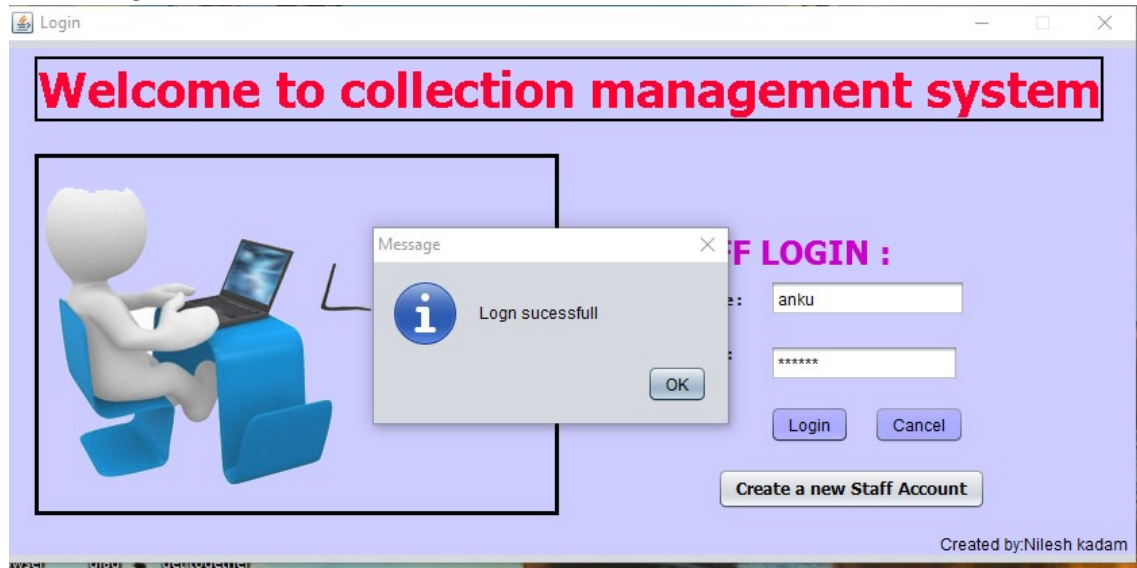 Login
Welcome to collection management system
Message
Logn sucessfull
OK
F LOGIN :
e:
anku
:
******
Login
Cancel
Create a new Staff Account
Created by:Nilesh kadam